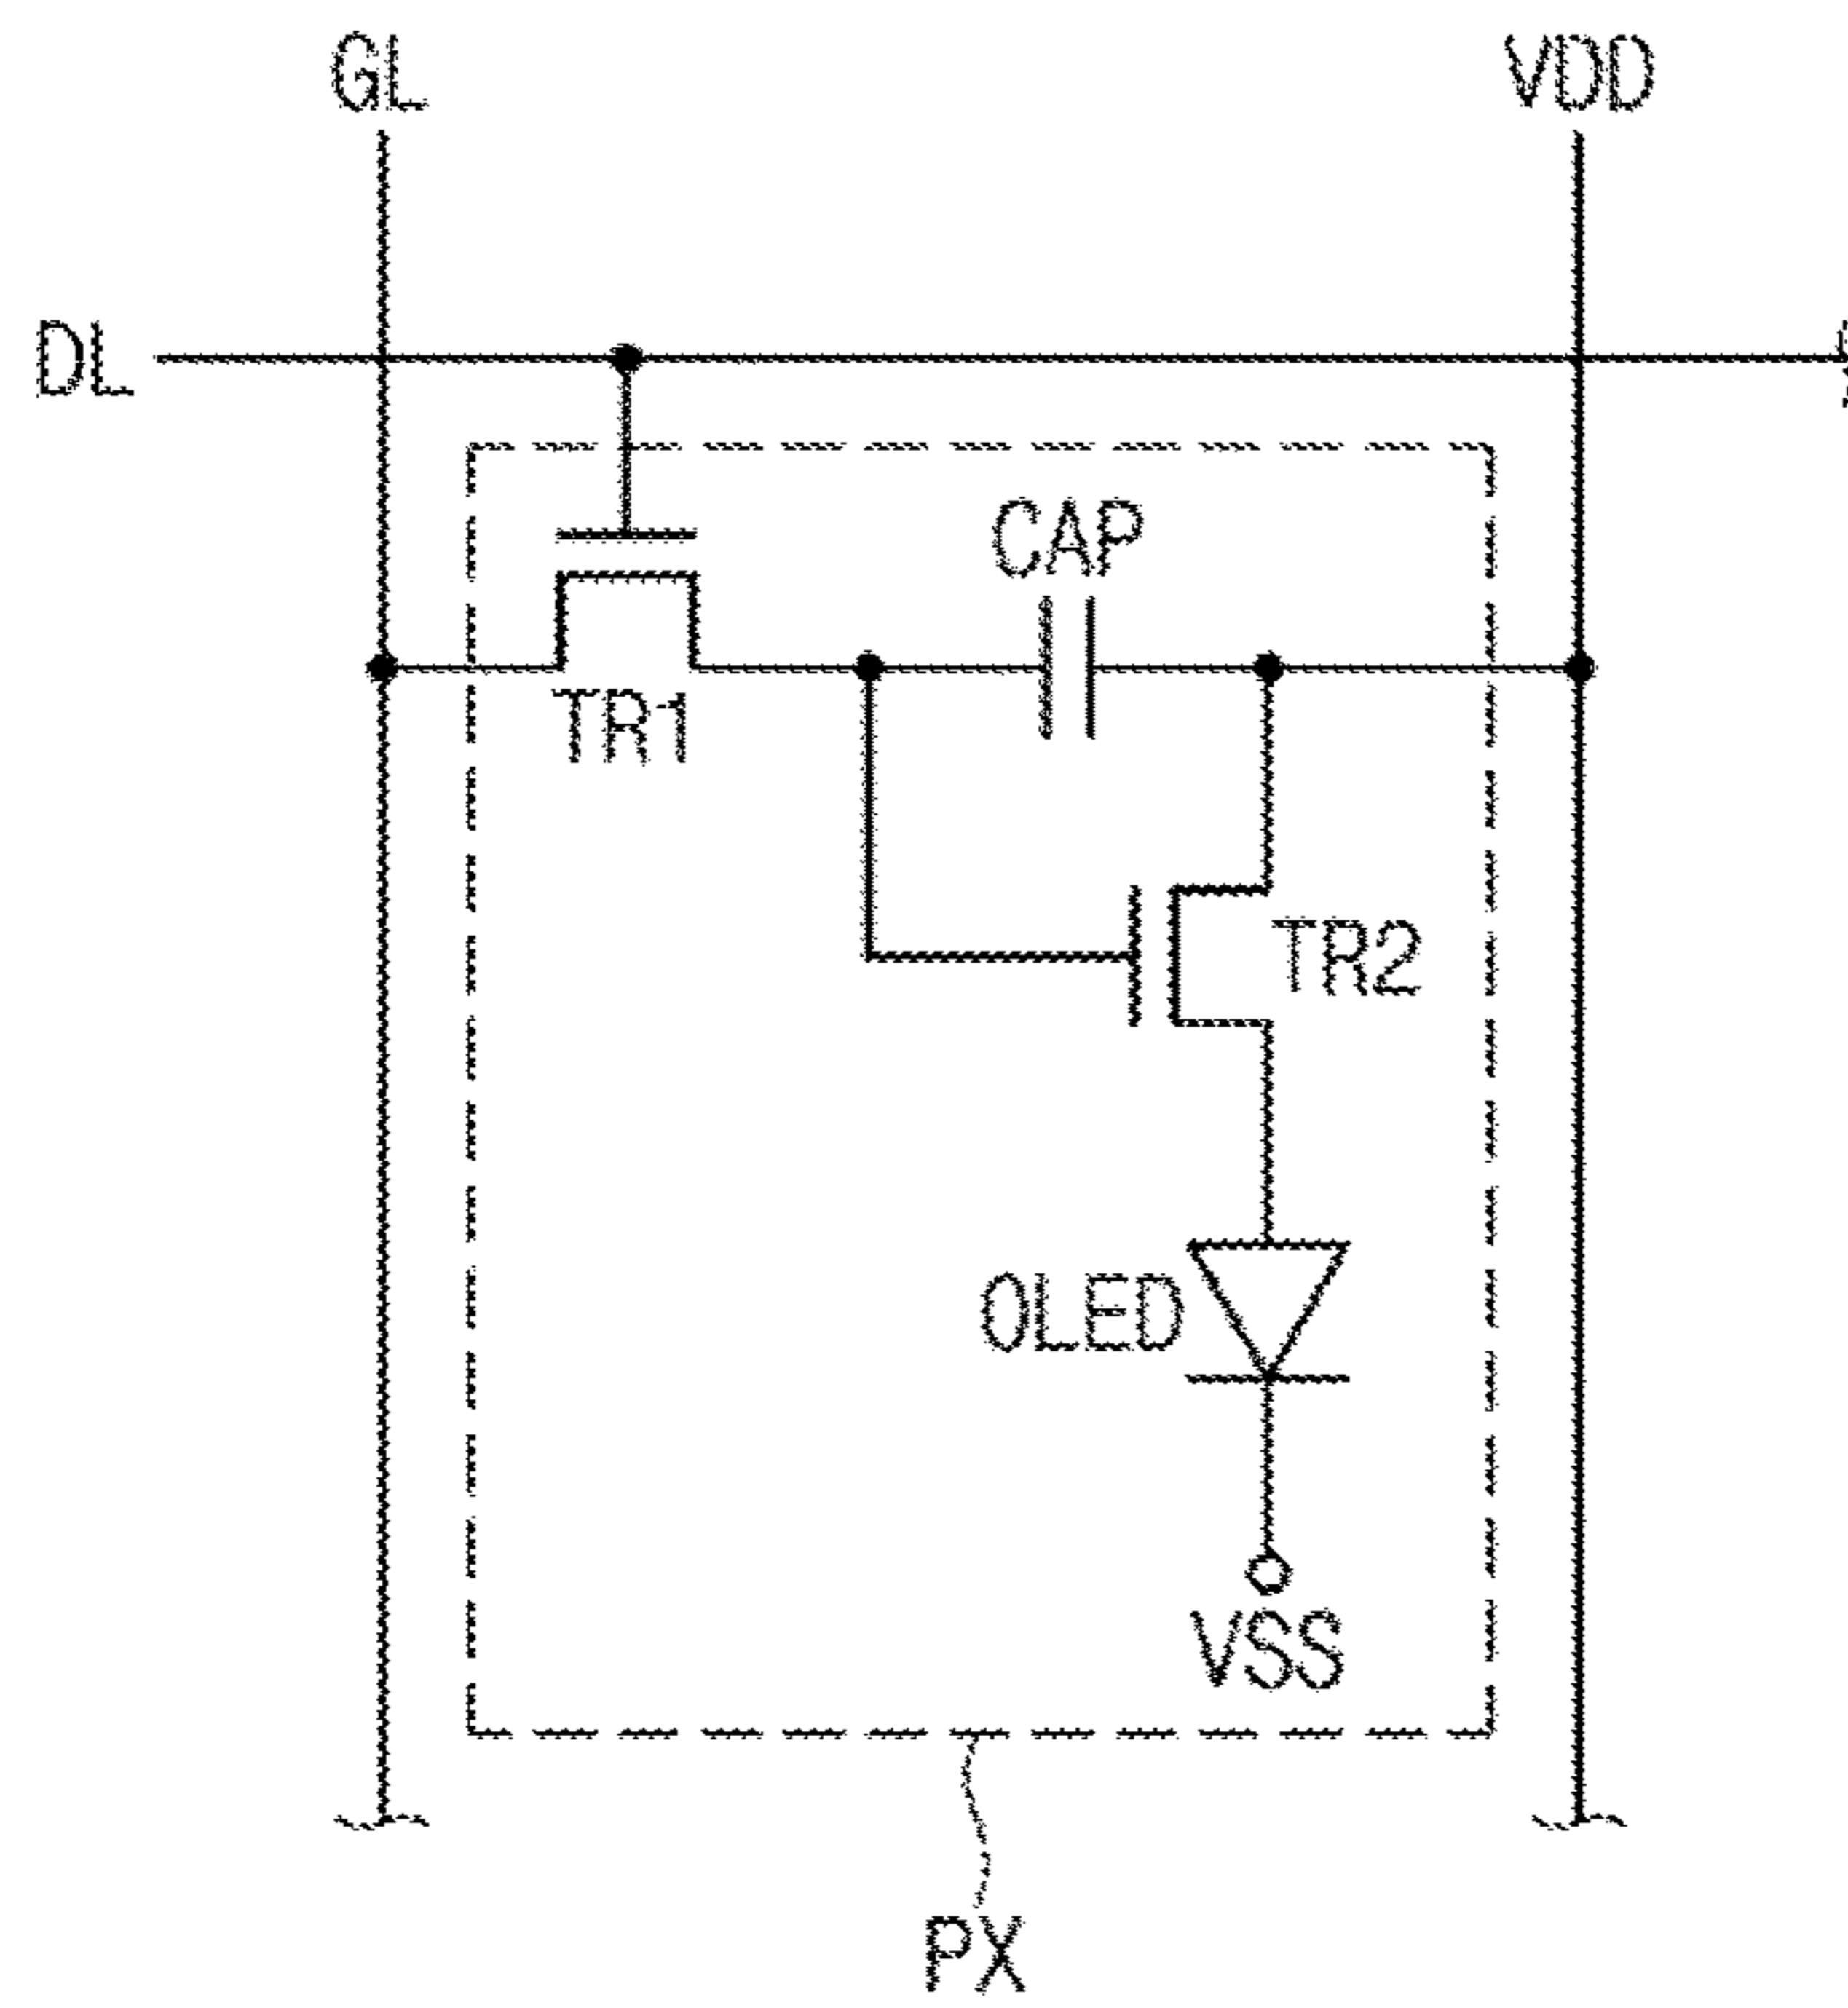 GL
VDD
DL
CAP
TR1
TR2
OLED
VSS
PX